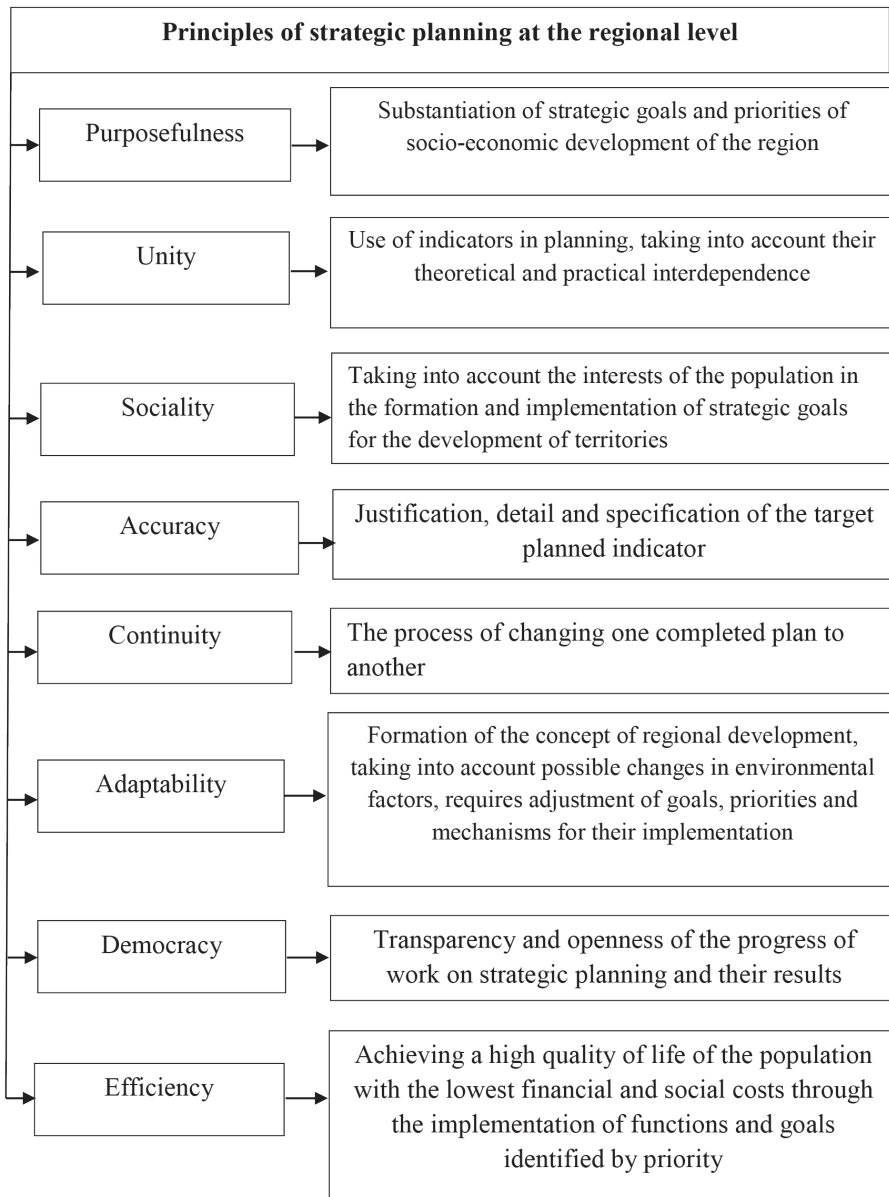 Principles of strategic planning at the regional level
Purposefulness
Substantiation of strategic goals and priorities of
socio-economic development of the region
Unity
Use of indicators in planning, taking into account their
theoretical and practical interdependence
Sociality
Taking into account the interests of the population in
the formation and implementation of strategic goals
for the development of territories
Accuracy
Justification, detail and specification of the target
planned indicator
Continuity
The process of changing one completed plan to
another
Adaptability
Formation of the concept of regional development,
taking into account possible changes in environmental
factors, requires adjustment of goals, priorities and
mechanisms for their implementation
Democracy
Transparency and openness of the progress of
work on strategic planning and their results
Efficiency
Achieving a high quality of life of the population
with the lowest financial and social costs through
the implementation of functions and goals
identified by priority